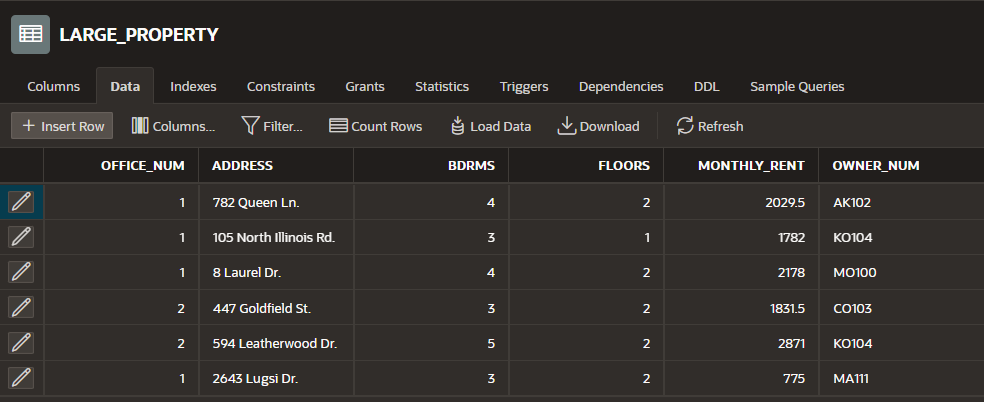 LARGE_PROPERTY
Columns Data Indexes Constraints Grants Statistics Triggers Dependencies DDL Sample Queries
+ Insert Row Columns... Filter... Count Rows Load Data Download Refresh
OFFICE_NUM ADDRESS BDRMS FLOORS MONTHLY_RENT OWNER_NUM
1 782 Queen Ln. 4 2 2029.5 AK102
1 105 North Illinois Rd. 3 1 1782 KO104
1 8 Laurel Dr. 4 2 2178 MO100
2 447 Goldfield St. 3 2 1831.5 CO103
2 594 Leatherwood Dr. 5 2 2871 KO104
1 2643 Lugsi Dr. 3 2 775 MA111